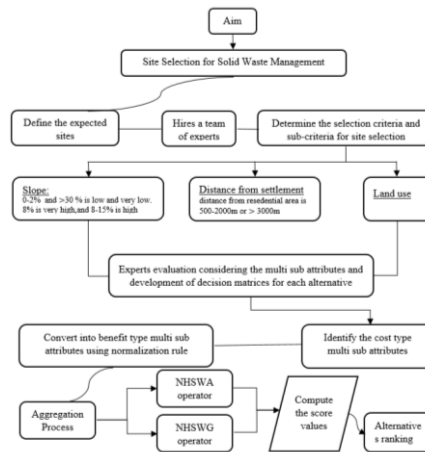 Aim
Site Selection for Solid Waste Management
Define the expected
sites
Hires a team
of experts
Determine the selection criteria and
sub-criteria for site selection
Slope:
0-2% and >30 % is low and very low.
8% is very high,and 8-15% is high
Distance from settlement
distance from resedential area is
500-2000m or > 3000m
Land use
Experts evaluation considering the multi sub attributes and
development of decision matrices for each alternative
Convert into benefit type multi sub
attributes using normalization rule
Identify the cost type
multi sub attributes
Aggregation
Process
NHSWA
operator
NHSWG
operator
Compute
the score
values
Alternative
s ranking